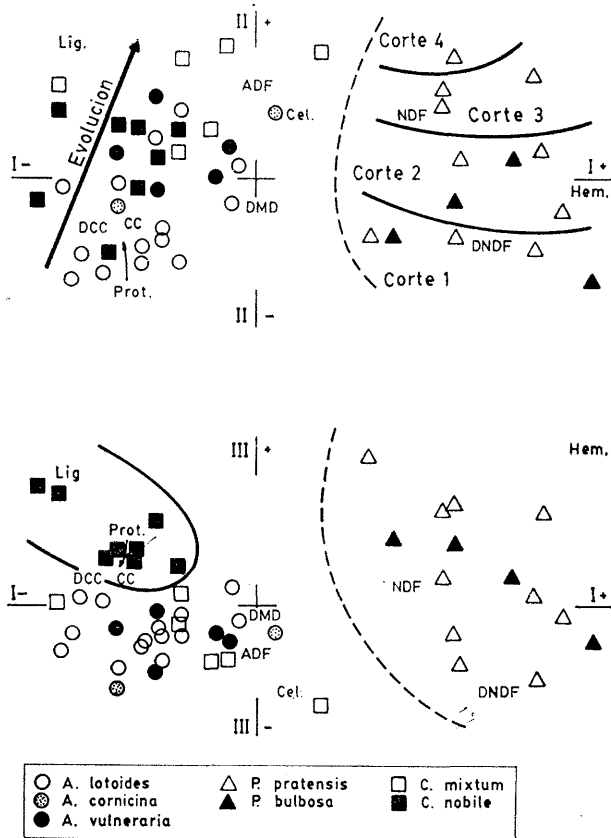 II +
Lig.
Corte 4
ADF
Cel.
NDF
Corte 3
Evolucion
I-
I+
Corte 2
Hem.
DMD
DCC CC
DNDF
Prot.
Corte 1
II -
III +
Hem.
Lig
Prot.
DCC CC
NDF
I-
I+
DMD
ADF
Cel.
DNDF
III -
A. lotoides
P. pratensis
C. mixtum
A. cornicina
P. bulbosa
C. nobile
A. vulneraria